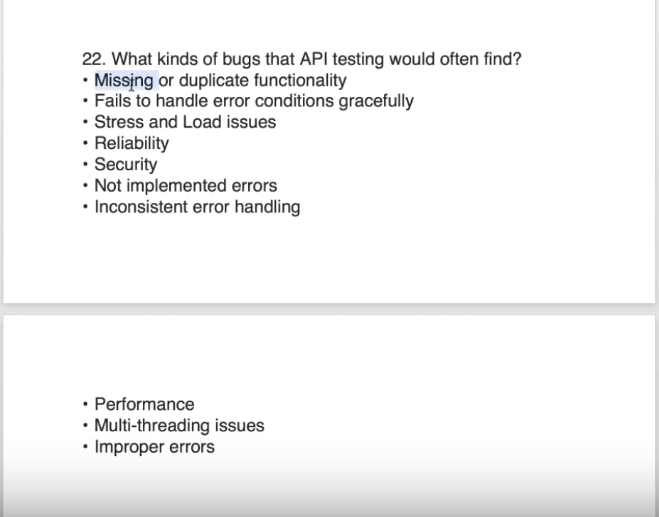 22. What kinds of bugs that API testing would often find?
• Missing or duplicate functionality
• Fails to handle error conditions gracefully
• Stress and Load issues
• Reliability
• Security
• Not implemented errors
• Inconsistent error handling
• Performance
• Multi-threading issues
• Improper errors